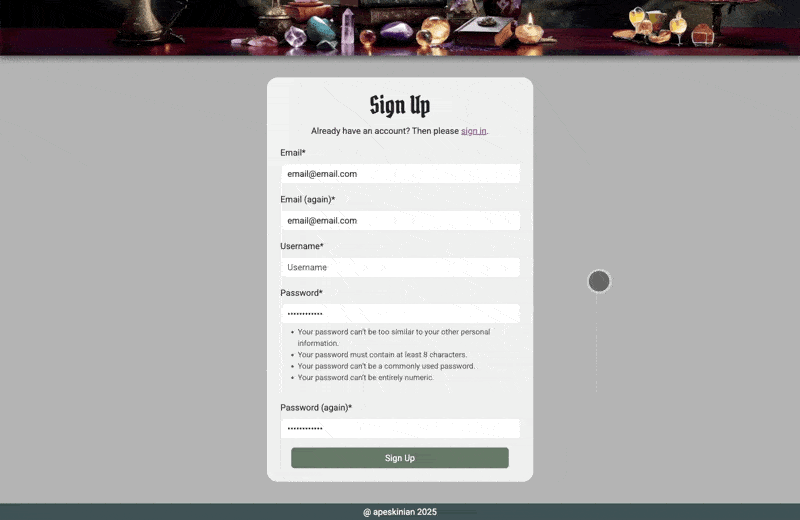 Sign Up
Already have an account? Then please sign in.
Email*
email@email.com
Email (again)*
email@email.com
Username*
Username
Password*
••••••••••••
• Your password can't be too similar to your other personal
information.
• Your password must contain at least 8 characters.
• Your password can't be a commonly used password.
• Your password can't be entirely numeric.
Password (again)*
••••••••••••
Sign Up
@ apeskinian 2025